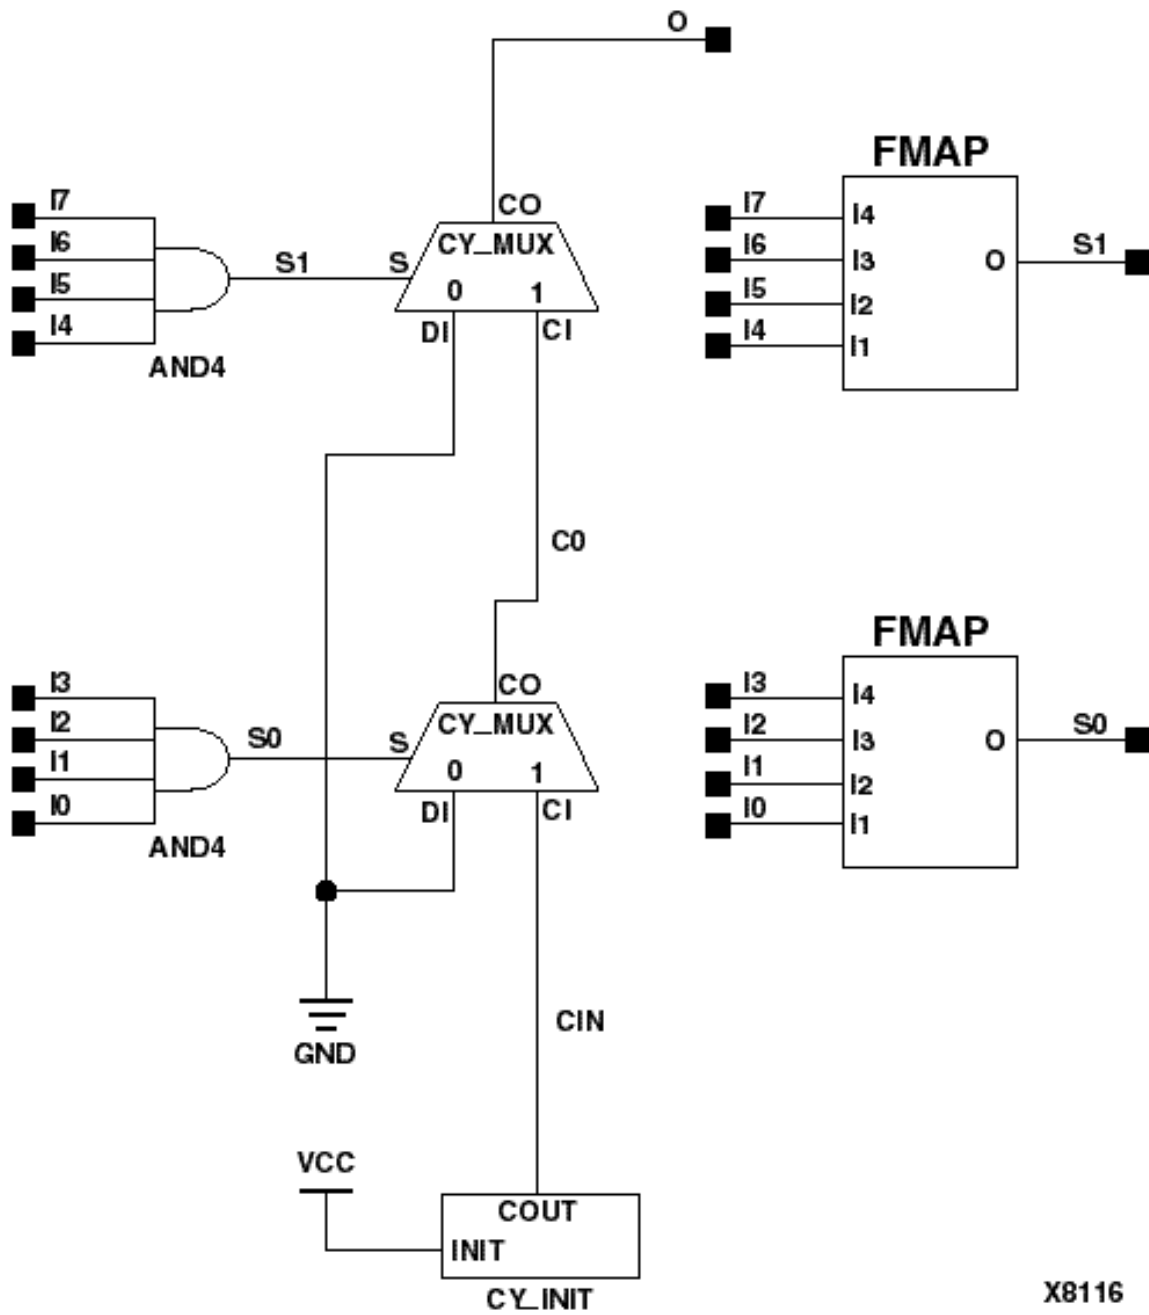 O
FMAP
I7
I6
I5
I4
AND4
S1
S
CO
CY_MUX
0 1
DI CI
I7 I4
I6 I3
I5 I2
I4 I1
O
S1
C0
FMAP
I3
I2
I1
I0
AND4
S0
S
CO
CY_MUX
0 1
DI CI
I3 I4
I2 I3
I1 I2
I0 I1
O
S0
GND
CIN
VCC
COUT
INIT
CY_INIT
X8116